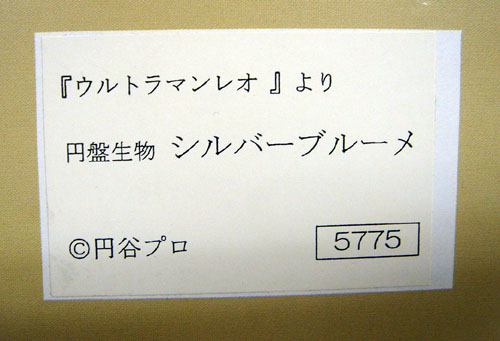 『ウルトラマンレオ 』より
円盤生物 シルバーブルーメ
©円谷プロ
5775